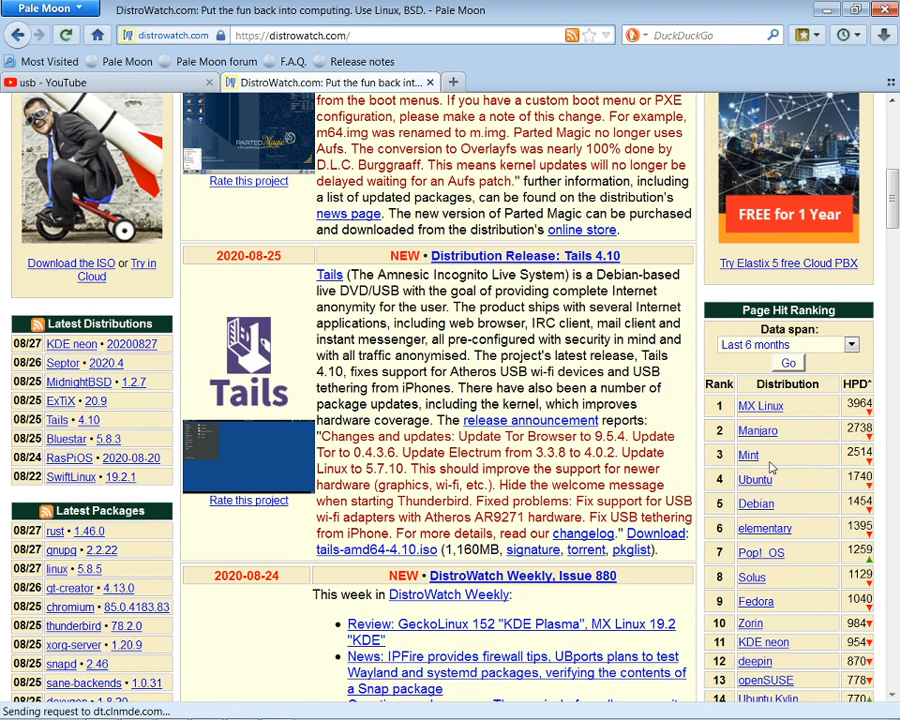 Pale Moon
DistroWatch.com: Put the fun back into computing. Use Linux, BSD. - Pale Moon
distrowatch.com
https://distrowatch.com/
DuckDuckGo
Most Visited
Pale Moon
Pale Moon forum
F.A.Q.
Release notes
usb - YouTube
DistroWatch.com: Put the fun back int...
Download the ISO or Try in
Cloud
Latest Distributions
08/27 KDE neon • 20200827
08/26 Septor • 2020.4
08/25 MidnightBSD • 1.2.7
08/25 ExTiX • 20.9
08/25 Tails • 4.10
08/25 Bluestar • 5.8.3
08/24 RasPiOS • 2020-08-20
08/22 SwiftLinux • 19.2.1
Latest Packages
08/27 rust • 1.46.0
08/27 gnupg • 2.2.22
08/27 linux • 5.8.5
08/26 qt-creator • 4.13.0
08/25 chromium • 85.0.4183.83
08/25 thunderbird • 78.2.0
08/25 xorg-server • 1.20.9
08/25 snapd • 2.46
08/25 sane-backends • 1.0.31
PARTED Magic
Rate this project
from the boot menus. If you have a custom boot menu or PXE
configuration, please make a note of this change. For example,
m64.img was renamed to m.img. Parted Magic no longer uses
Aufs. The conversion to Overlayfs was nearly 100% done by
D.L.C. Burggraaff. This means kernel updates will no longer be
delayed waiting for an Aufs patch." further information, including
a list of updated packages, can be found on the distribution's
news page. The new version of Parted Magic can be purchased
and downloaded from the distribution's online store.
2020-08-25
NEW • Distribution Release: Tails 4.10
Tails
Rate this project
Tails (The Amnesic Incognito Live System) is a Debian-based
live DVD/USB with the goal of providing complete Internet
anonymity for the user. The product ships with several Internet
applications, including web browser, IRC client, mail client and
instant messenger, all pre-configured with security in mind and
with all traffic anonymised. The project's latest release, Tails
4.10, fixes support for Atheros USB wi-fi devices and USB
tethering from iPhones. There have also been a number of
package updates, including the kernel, which improves
hardware coverage. The release announcement reports:
"Changes and updates: Update Tor Browser to 9.5.4. Update
Tor to 0.4.3.6. Update Electrum from 3.3.8 to 4.0.2. Update
Linux to 5.7.10. This should improve the support for newer
hardware (graphics, wi-fi, etc.). Hide the welcome message
when starting Thunderbird. Fixed problems: Fix support for USB
wi-fi adapters with Atheros AR9271 hardware. Fix USB tethering
from iPhone. For more details, read our changelog." Download:
tails-amd64-4.10.iso (1,160MB, signature, torrent, pkglist).
2020-08-24
NEW • DistroWatch Weekly, Issue 880
This week in DistroWatch Weekly:
• Review: GeckoLinux 152 "KDE Plasma", MX Linux 19.2
"KDE"
• News: IPFire provides firewall tips, UBports plans to test
Wayland and systemd packages, verifying the contents of
a Snap package
FREE for 1 Year
Try Elastix 5 free Cloud PBX
Page Hit Ranking
Data span:
Last 6 months
Go
Rank Distribution HPD*
1 MX Linux 3964
2 Manjaro 2738
3 Mint 2514
4 Ubuntu 1740
5 Debian 1454
6 elementary 1395
7 Pop!_OS 1259
8 Solus 1129
9 Fedora 1040
10 Zorin 984
11 KDE neon 954
12 deepin 870
13 openSUSE 778
14 Ubuntu Kylin 770
Sending request to dt.clnmde.com...